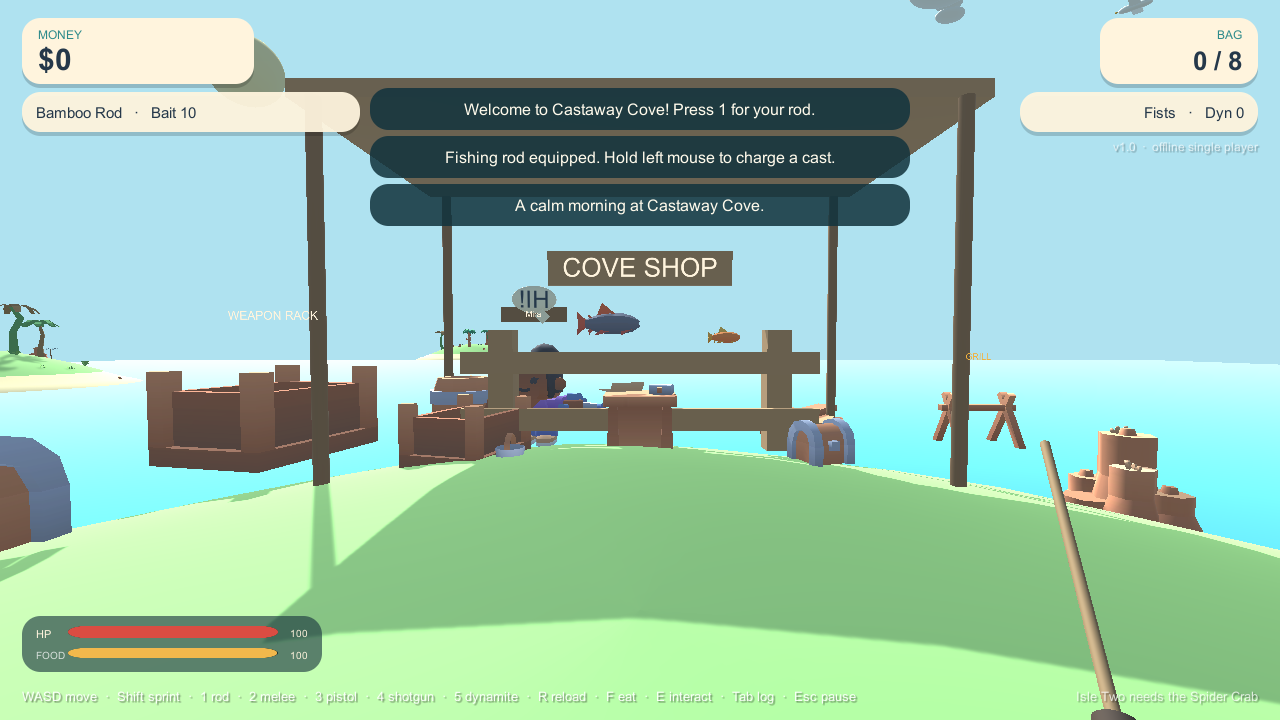 MONEY
$0
BAG
0 / 8
Bamboo Rod · Bait 10
Welcome to Castaway Cove! Press 1 for your rod.
Fists · Dyn 0
v1.0 · offline single player
Fishing rod equipped. Hold left mouse to charge a cast.
A calm morning at Castaway Cove.
COVE SHOP
HI!
Mira
WEAPON RACK
GRILL
HP 100
FOOD 100
WASD move · Shift sprint · 1 rod · 2 melee · 3 pistol · 4 shotgun · 5 dynamite · R reload · F eat · E interact · Tab log · Esc pause
Isle Two needs the Spider Crab